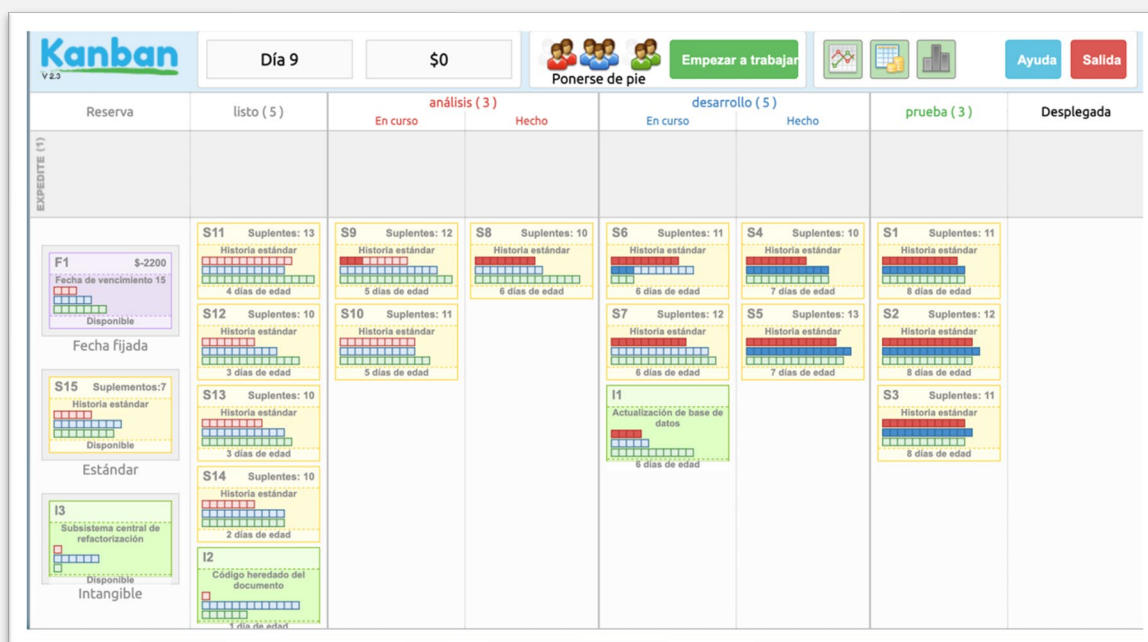 Kanban
V 2.3
Día 9
$0
Ponerse de pie
Empezar a trabajar
Ayuda
Salida
Reserva
listo ( 5 )
análisis ( 3 )
En curso
Hecho
desarrollo ( 5 )
En curso
Hecho
prueba ( 3 )
Desplegada
EXPEDITE (1)
F1 $-2200
Fecha de vencimiento 15
Disponible
Fecha fijada
S15 Suplementos:7
Historia estándar
Disponible
Estándar
I3
Subsistema central de
refactorización
Disponible
Intangible
S11 Suplentes: 13
Historia estándar
4 días de edad
S12 Suplentes: 10
Historia estándar
3 días de edad
S13 Suplentes: 10
Historia estándar
3 días de edad
S14 Suplentes: 10
Historia estándar
2 días de edad
I2
Código heredado del
documento
1 día de edad
S9 Suplentes: 12
Historia estándar
5 días de edad
S10 Suplentes: 11
Historia estándar
5 días de edad
S8 Suplentes: 10
Historia estándar
6 días de edad
S6 Suplentes: 11
Historia estándar
6 días de edad
S7 Suplentes: 12
Historia estándar
6 días de edad
I1
Actualización de base de
datos
6 días de edad
S4 Suplentes: 10
Historia estándar
7 días de edad
S5 Suplentes: 13
Historia estándar
7 días de edad
S1 Suplentes: 11
Historia estándar
8 días de edad
S2 Suplentes: 12
Historia estándar
8 días de edad
S3 Suplentes: 11
Historia estándar
8 días de edad